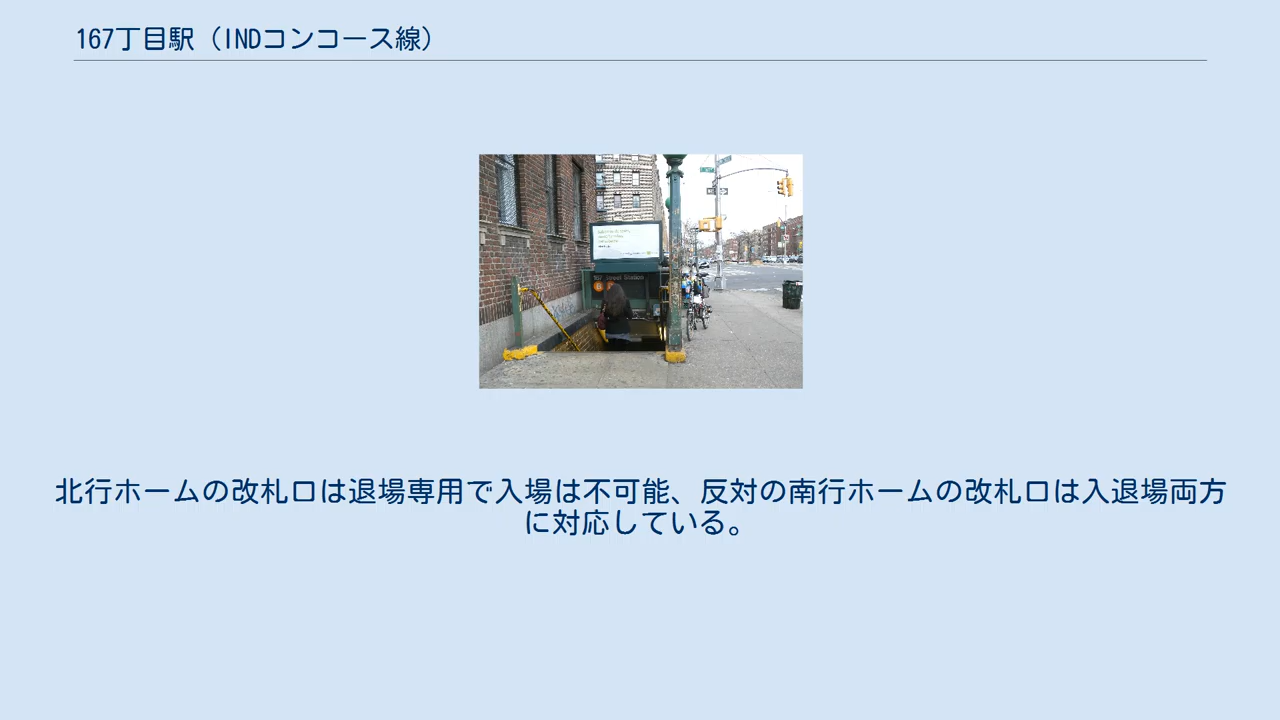 167丁目駅（INDコンコース線）
167 Street Station
B
北行ホームの改札口は退場専用で入場は不可能、反対の南行ホームの改札口は入退場両方
に対応している。